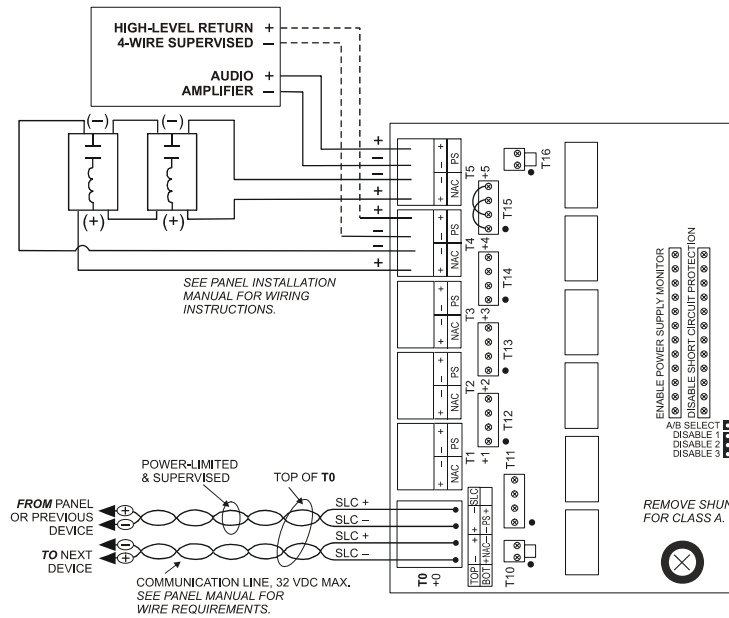 HIGH-LEVEL RETURN +
4-WIRE SUPERVISED –
AUDIO +
AMPLIFIER –
(–) (–)
(+) (+)
+
–
–
+
+
–
–
+
+ – PS
+ – NAC
T5
+5
T16
T15
+ – PS
+ – NAC
T4
+4
T14
+ – PS
+ – NAC
T3
+3
T13
+ – PS
+ – NAC
T2
+2
T12
+ – PS
+ – NAC
T1
+1
T11
SEE PANEL INSTALLATION
MANUAL FOR WIRING
INSTRUCTIONS.
ENABLE POWER SUPPLY MONITOR
DISABLE SHORT CIRCUIT PROTECTION
A/B SELECT
DISABLE 1
DISABLE 2
DISABLE 3
POWER-LIMITED
& SUPERVISED
TOP OF T0
FROM PANEL
OR PREVIOUS
DEVICE
+
–
TO NEXT
DEVICE
–
+
SLC +
SLC –
SLC +
SLC –
COMMUNICATION LINE, 32 VDC MAX.
SEE PANEL MANUAL FOR
WIRE REQUIREMENTS.
T0
+0
TOP – + + – SLC
BOT +NAC– –PS+
T10
REMOVE SHUN
FOR CLASS A.